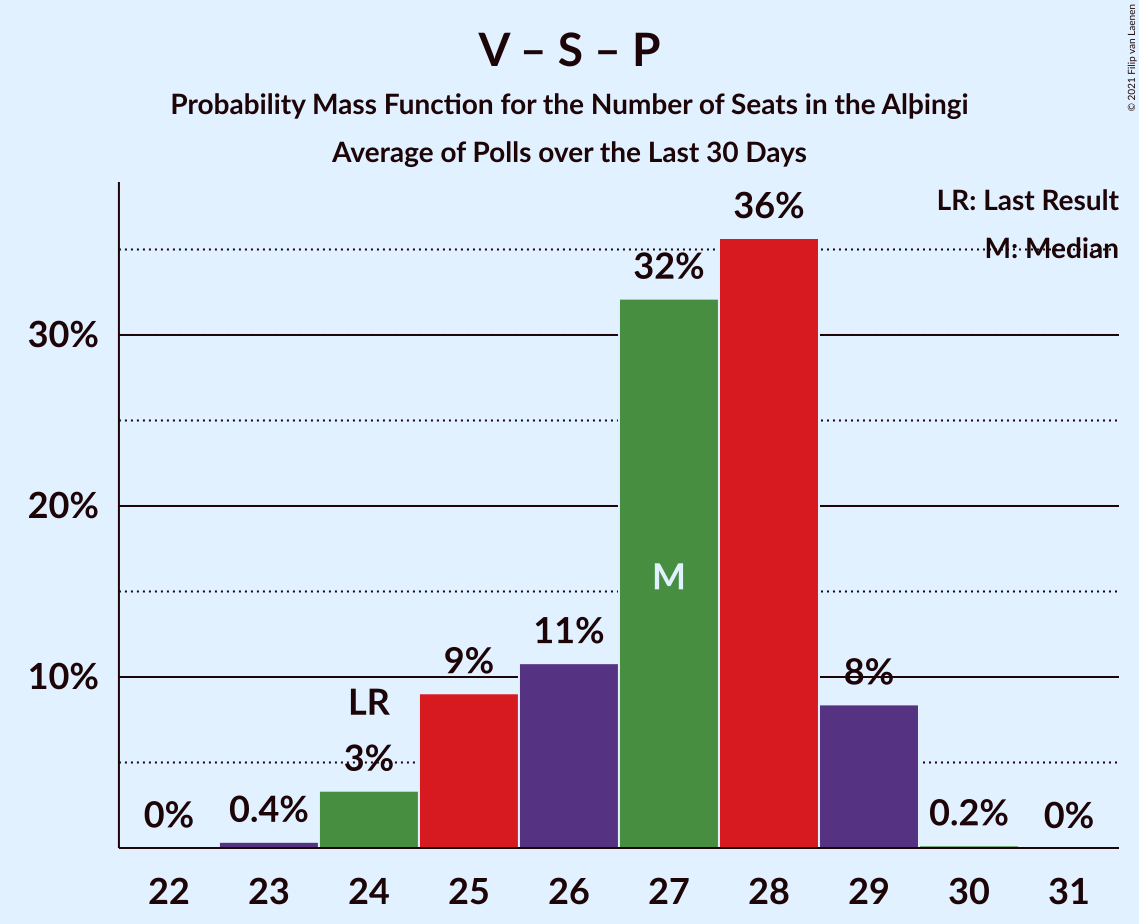 V – S – P
Probability Mass Function for the Number of Seats in the Alþingi
Average of Polls over the Last 30 Days
© 2021 Filip van Laenen
LR: Last Result
M: Median
30%
20%
10%
0%
0.4%
LR
3%
9%
11%
32%
M
36%
8%
0.2%
0%
22 23 24 25 26 27 28 29 30 31